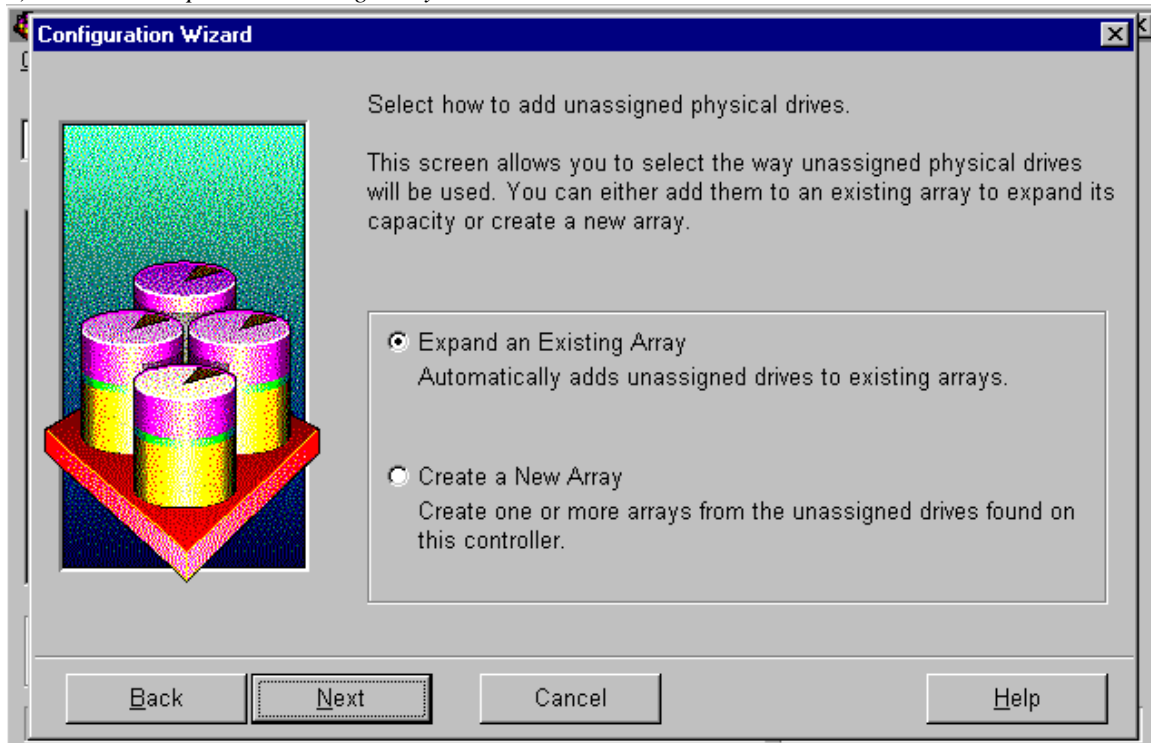 Configuration Wizard
Select how to add unassigned physical drives.
This screen allows you to select the way unassigned physical drives
will be used. You can either add them to an existing array to expand its
capacity or create a new array.
Expand an Existing Array
Automatically adds unassigned drives to existing arrays.
Create a New Array
Create one or more arrays from the unassigned drives found on
this controller.
Back
Next
Cancel
Help